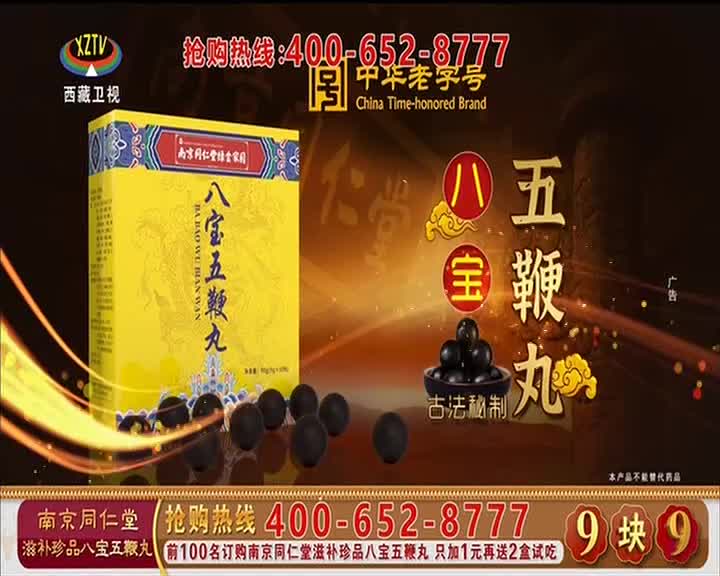 XZTV
西藏卫视
抢购热线:400-652-8777
号 中华老字号
China Time-honored Brand
南京同仁堂绿金家园
八宝五鞭丸
BA BAO WU BIAN WAN
八宝
五鞭丸
古法秘制
广告
本产品不能替代药品
南京同仁堂
滋补珍品八宝五鞭丸
抢购热线 400-652-8777
前100名订购南京同仁堂滋补珍品八宝五鞭丸 只加1元再送2盒试吃
9块9